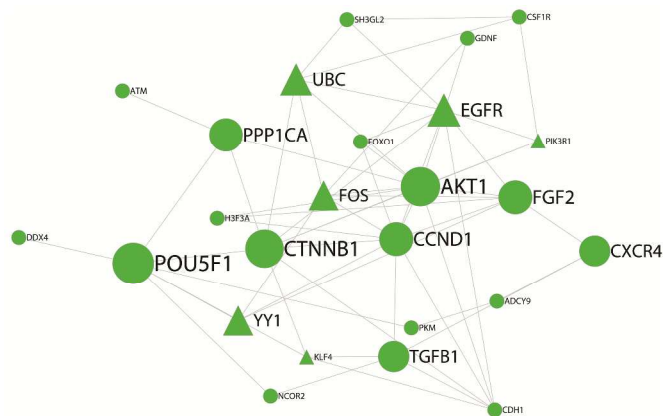 SH3GL2
CSF1R
GDNF
UBC
ATM
EGFR
PPP1CA
FOXO1
PIK3R1
AKT1
FOS
FGF2
H3F3A
DDX4
CTNNB1
CCND1
CXCR4
POU5F1
ADCY9
YY1
PKM
KLF4
TGFB1
NCOR2
CDH1